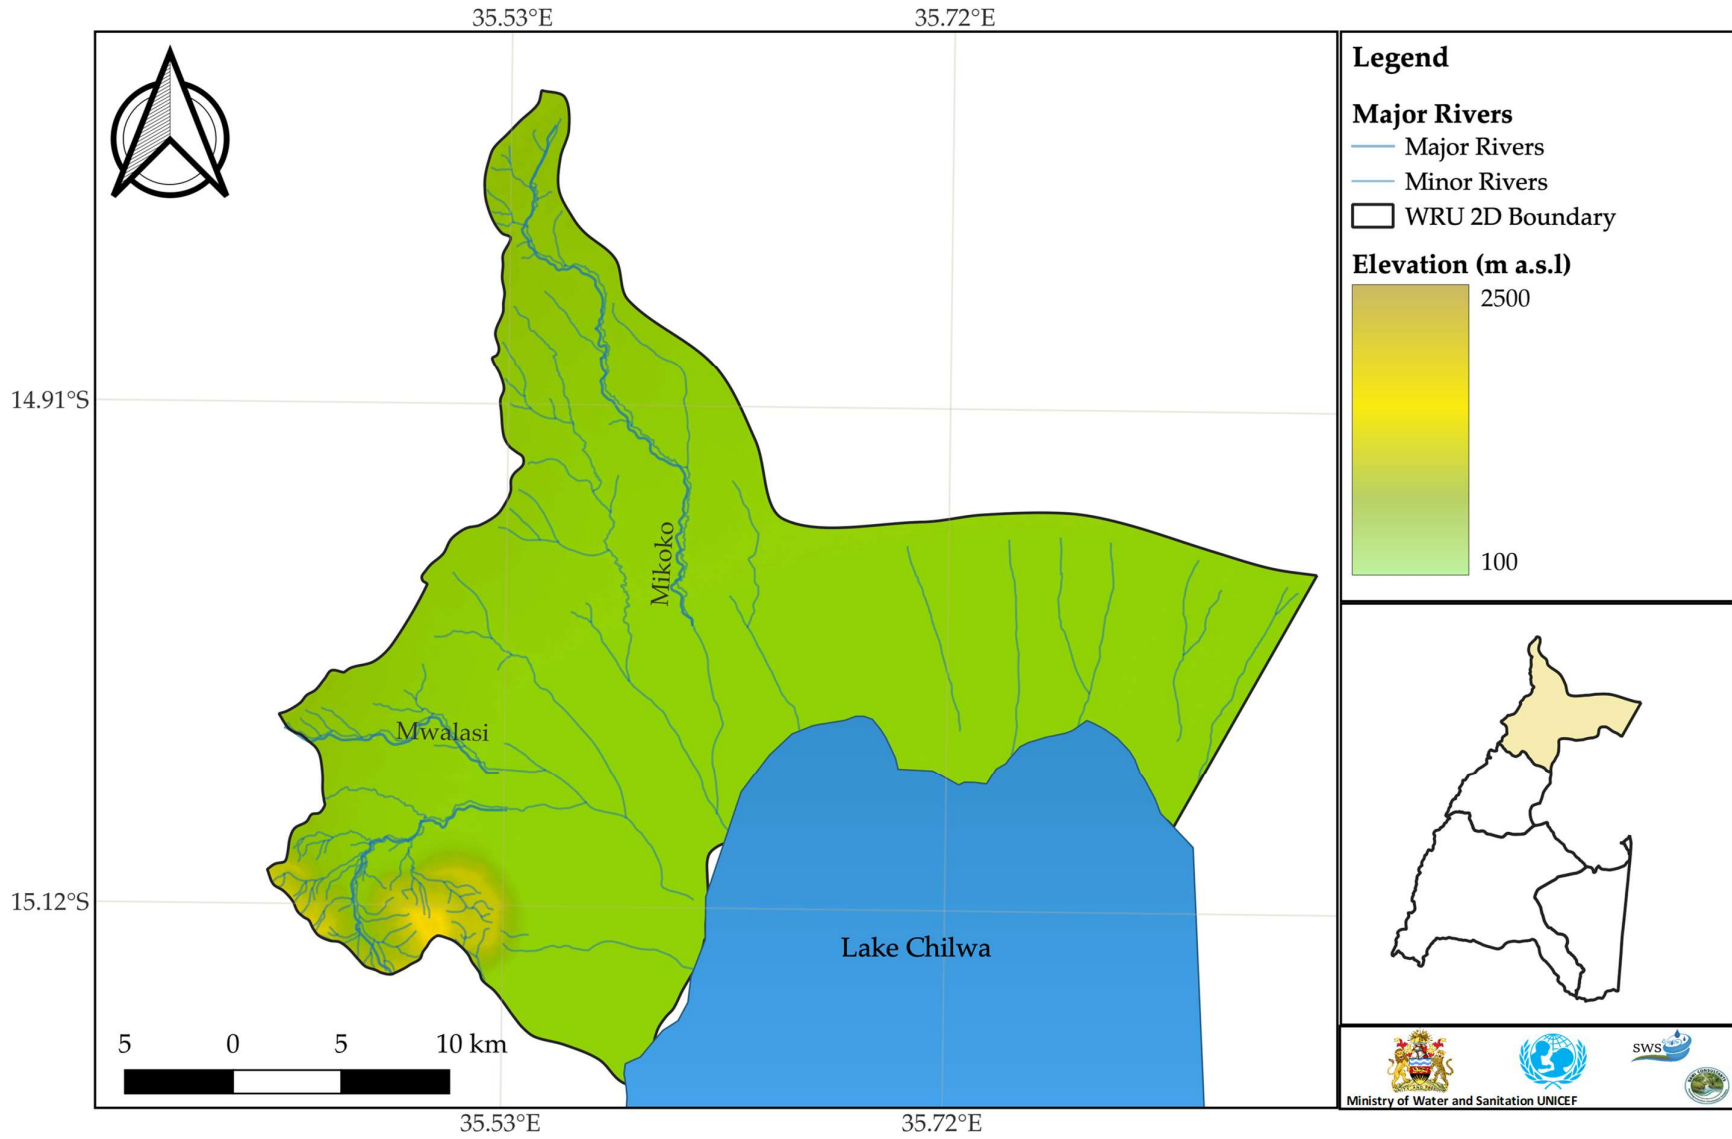 35.53°E
35.72°E
14.91°S
15.12°S
Mikoko
Mwalasi
Lake Chilwa
5 0 5 10 km
35.53°E
35.72°E
Legend
Major Rivers
Major Rivers
Minor Rivers
WRU 2D Boundary
Elevation (m a.s.l)
2500
100
SWS
Ministry of Water and Sanitation UNICEF